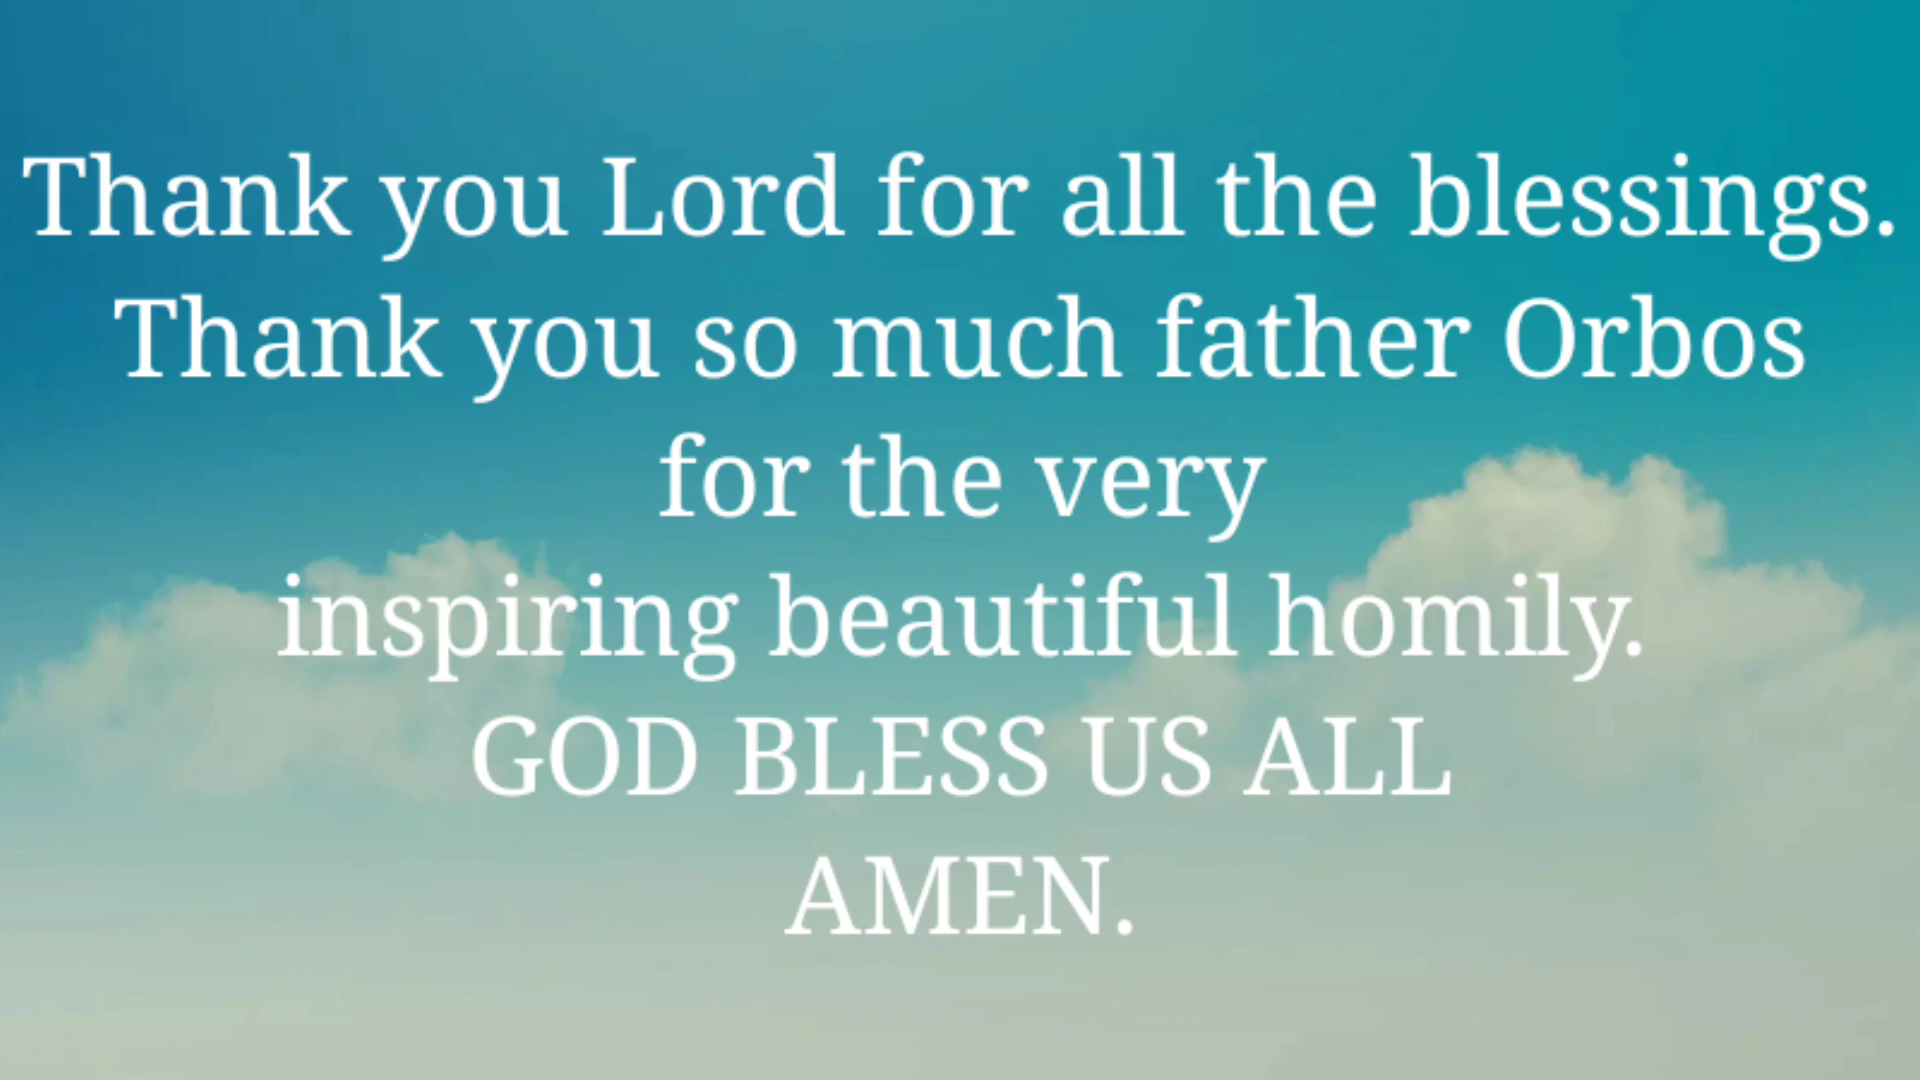 Thank you Lord for all the blessings.
Thank you so much father Orbos
for the very
inspiring beautiful homily.
GOD BLESS US ALL
AMEN.